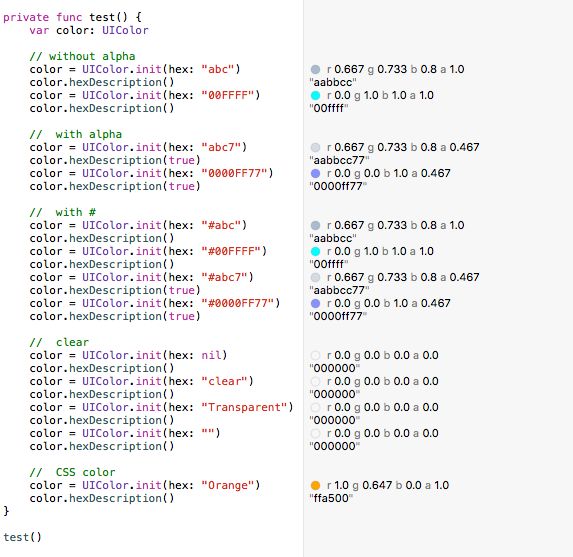 private func test() {
    var color: UIColor

    // without alpha
    color = UIColor.init(hex: "abc") r 0.667 g 0.733 b 0.8 a 1.0
    color.hexDescription() "aabbcc"
    color = UIColor.init(hex: "00FFFF") r 0.0 g 1.0 b 1.0 a 1.0
    color.hexDescription() "00ffff"

    //  with alpha
    color = UIColor.init(hex: "abc7") r 0.667 g 0.733 b 0.8 a 0.467
    color.hexDescription(true) "aabbcc77"
    color = UIColor.init(hex: "0000FF77") r 0.0 g 0.0 b 1.0 a 0.467
    color.hexDescription(true) "0000ff77"

    //  with #
    color = UIColor.init(hex: "#abc") r 0.667 g 0.733 b 0.8 a 1.0
    color.hexDescription() "aabbcc"
    color = UIColor.init(hex: "#00FFFF") r 0.0 g 1.0 b 1.0 a 1.0
    color.hexDescription() "00ffff"
    color = UIColor.init(hex: "#abc7") r 0.667 g 0.733 b 0.8 a 0.467
    color.hexDescription(true) "aabbcc77"
    color = UIColor.init(hex: "#0000FF77") r 0.0 g 0.0 b 1.0 a 0.467
    color.hexDescription(true) "0000ff77"

    //  clear
    color = UIColor.init(hex: nil) r 0.0 g 0.0 b 0.0 a 0.0
    color.hexDescription() "000000"
    color = UIColor.init(hex: "clear") r 0.0 g 0.0 b 0.0 a 0.0
    color.hexDescription() "000000"
    color = UIColor.init(hex: "Transparent") r 0.0 g 0.0 b 0.0 a 0.0
    color.hexDescription() "000000"
    color = UIColor.init(hex: "") r 0.0 g 0.0 b 0.0 a 0.0
    color.hexDescription() "000000"

    //  CSS color
    color = UIColor.init(hex: "Orange") r 1.0 g 0.647 b 0.0 a 1.0
    color.hexDescription() "ffa500"
}

test()